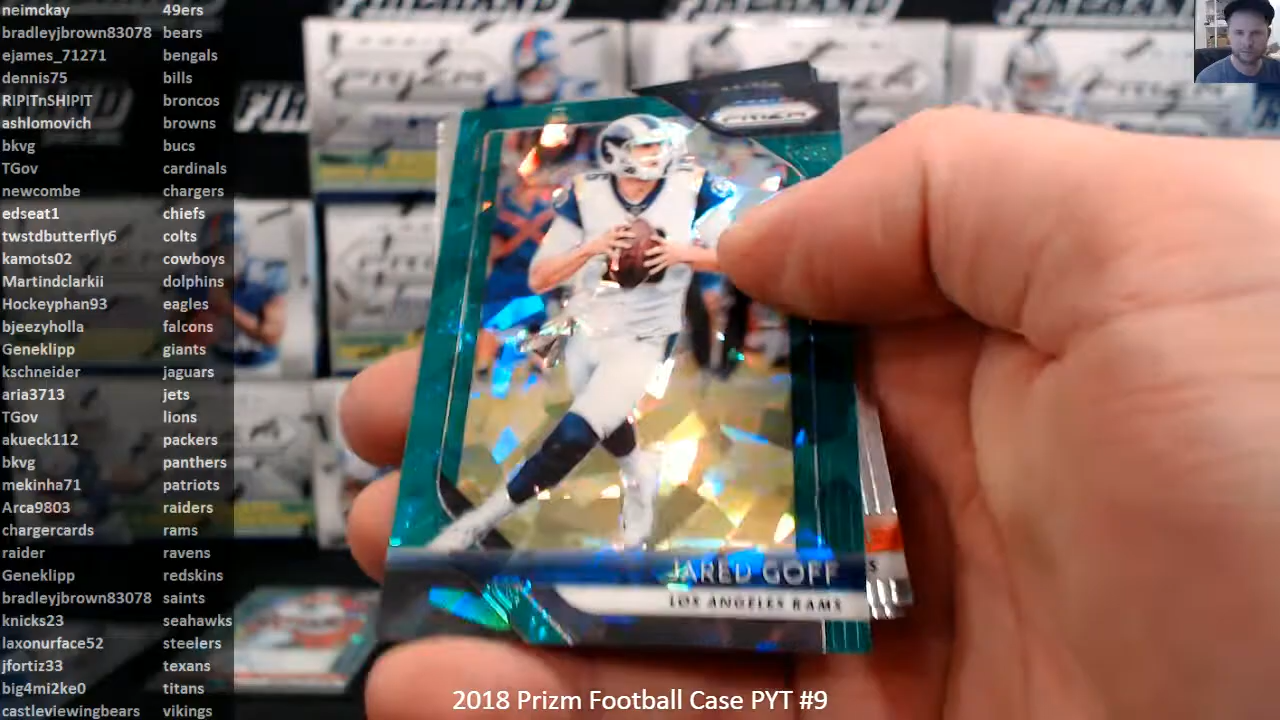 neimckay 49ers
bradleyjbrown83078 bears
ejames_71271 bengals
dennis75 bills
RIPITnSHIPIT broncos
ashlomovich browns
bkvg bucs
TGov cardinals
newcombe chargers
edseat1 chiefs
twstdbutterfly6 colts
kamots02 cowboys
Martindclarkii dolphins
Hockeyphan93 eagles
bjeezyholla falcons
Geneklipp giants
kschneider jaguars
aria3713 jets
TGov lions
akueck112 packers
bkvg panthers
mekinha71 patriots
Arca9803 raiders
chargercards rams
raider ravens
Geneklipp redskins
bradleyjbrown83078 saints
knicks23 seahawks
laxonurface52 steelers
jfortiz33 texans
big4mi2ke0 titans
castleviewingbears vikings
PRIZM
JARED GOFF
LOS ANGELES RAMS
2018 Prizm Football Case PYT #9